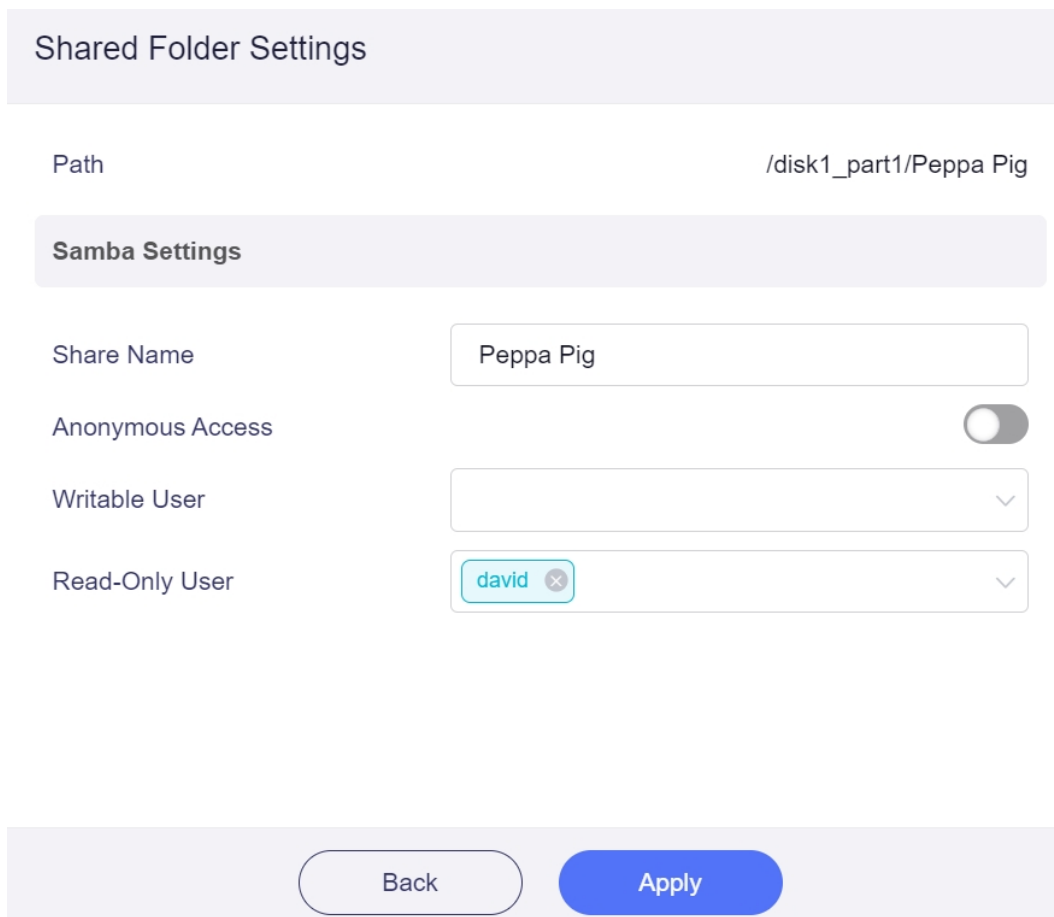 Shared Folder Settings
Path /disk1_part1/Peppa Pig
Samba Settings
Share Name Peppa Pig
Anonymous Access
Writable User
Read-Only User david
Back Apply